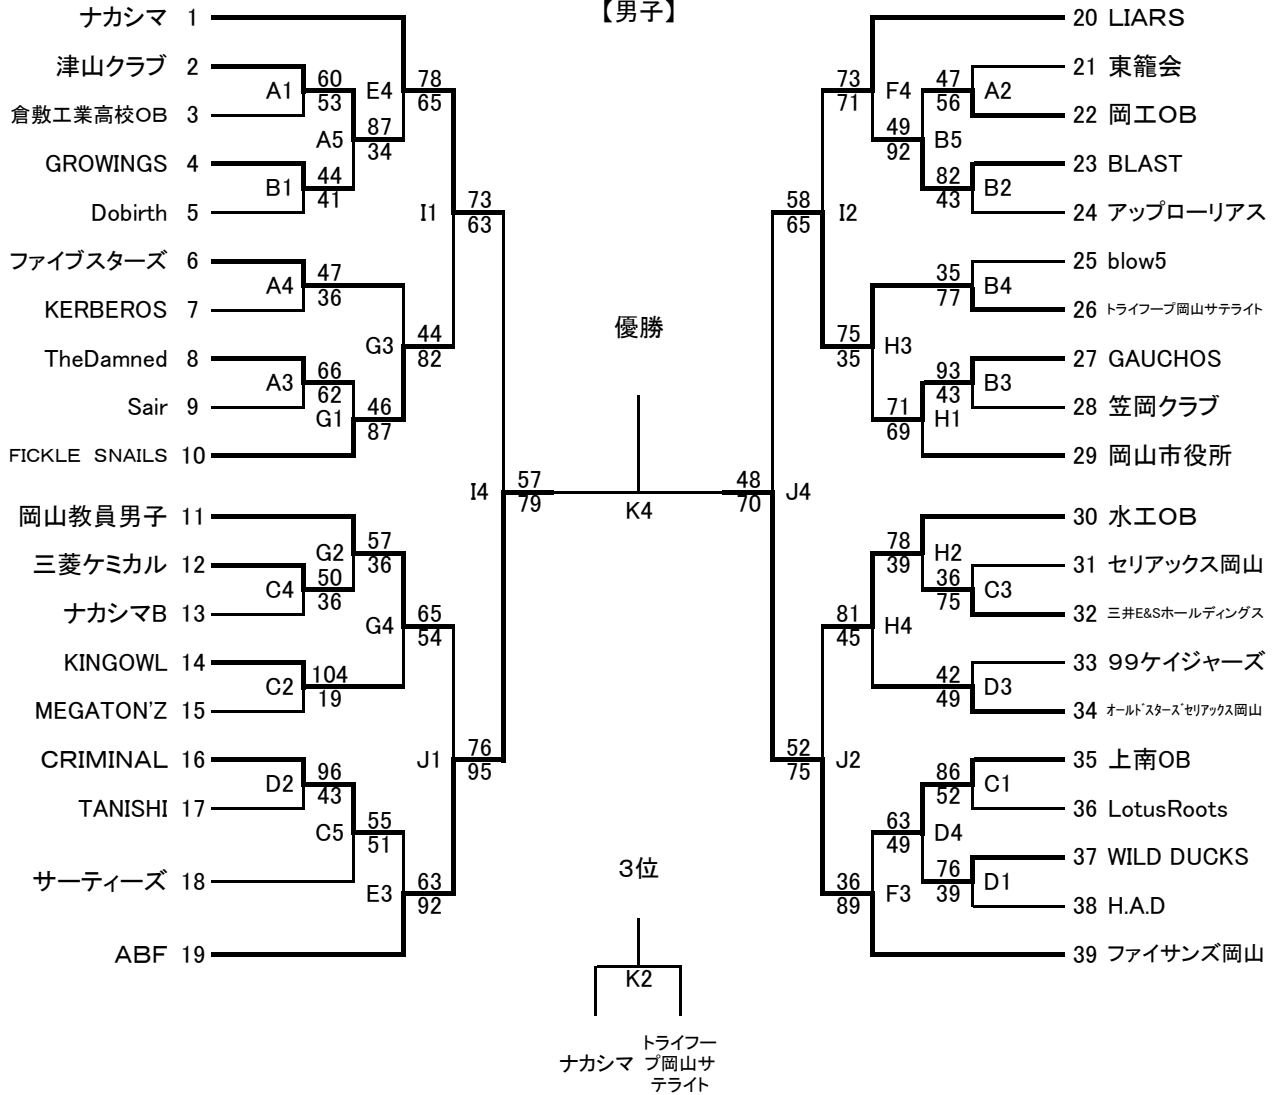 【男子】
ナカシマ 1
津山クラブ 2
倉敷工業高校OB 3
GROWINGS 4
Dobirth 5
ファイブスターズ 6
KERBEROS 7
TheDamned 8
Sair 9
FICKLE SNAILS 10
岡山教員男子 11
三菱ケミカル 12
ナカシマB 13
KINGOWL 14
MEGATON'Z 15
CRIMINAL 16
TANISHI 17
サーティーズ 18
ABF 19
A1
60
53
B1
44
41
A4
47
36
A3
66
62
C4
50
36
C2
104
19
D2
96
43
A5
87
34
G1
46
87
G2
57
36
C5
55
51
E4
78
65
G3
44
82
G4
65
54
E3
63
92
I1
73
63
J1
76
95
I4
57
79
優勝
K4
48
70
J4
58
65
I2
52
75
J2
73
71
F4
75
35
H3
81
45
H4
36
89
F3
49
92
B5
71
69
H1
78
39
H2
63
49
D4
47
56
A2
82
43
B2
35
77
B4
93
43
B3
36
75
C3
42
49
D3
86
52
C1
76
39
D1
20 LIARS
21 東籠会
22 岡工OB
23 BLAST
24 アップローリアス
25 blow5
26 トライフープ岡山サテライト
27 GAUCHOS
28 笠岡クラブ
29 岡山市役所
30 水工OB
31 セリアックス岡山
32 三井E&Sホールディングス
33 99ケイジャーズ
34 オールドスターズセリアックス岡山
35 上南OB
36 LotusRoots
37 WILD DUCKS
38 H.A.D
39 ファイサンズ岡山
3位
K2
ナカシマ
トライフー
プ岡山サ
テライト